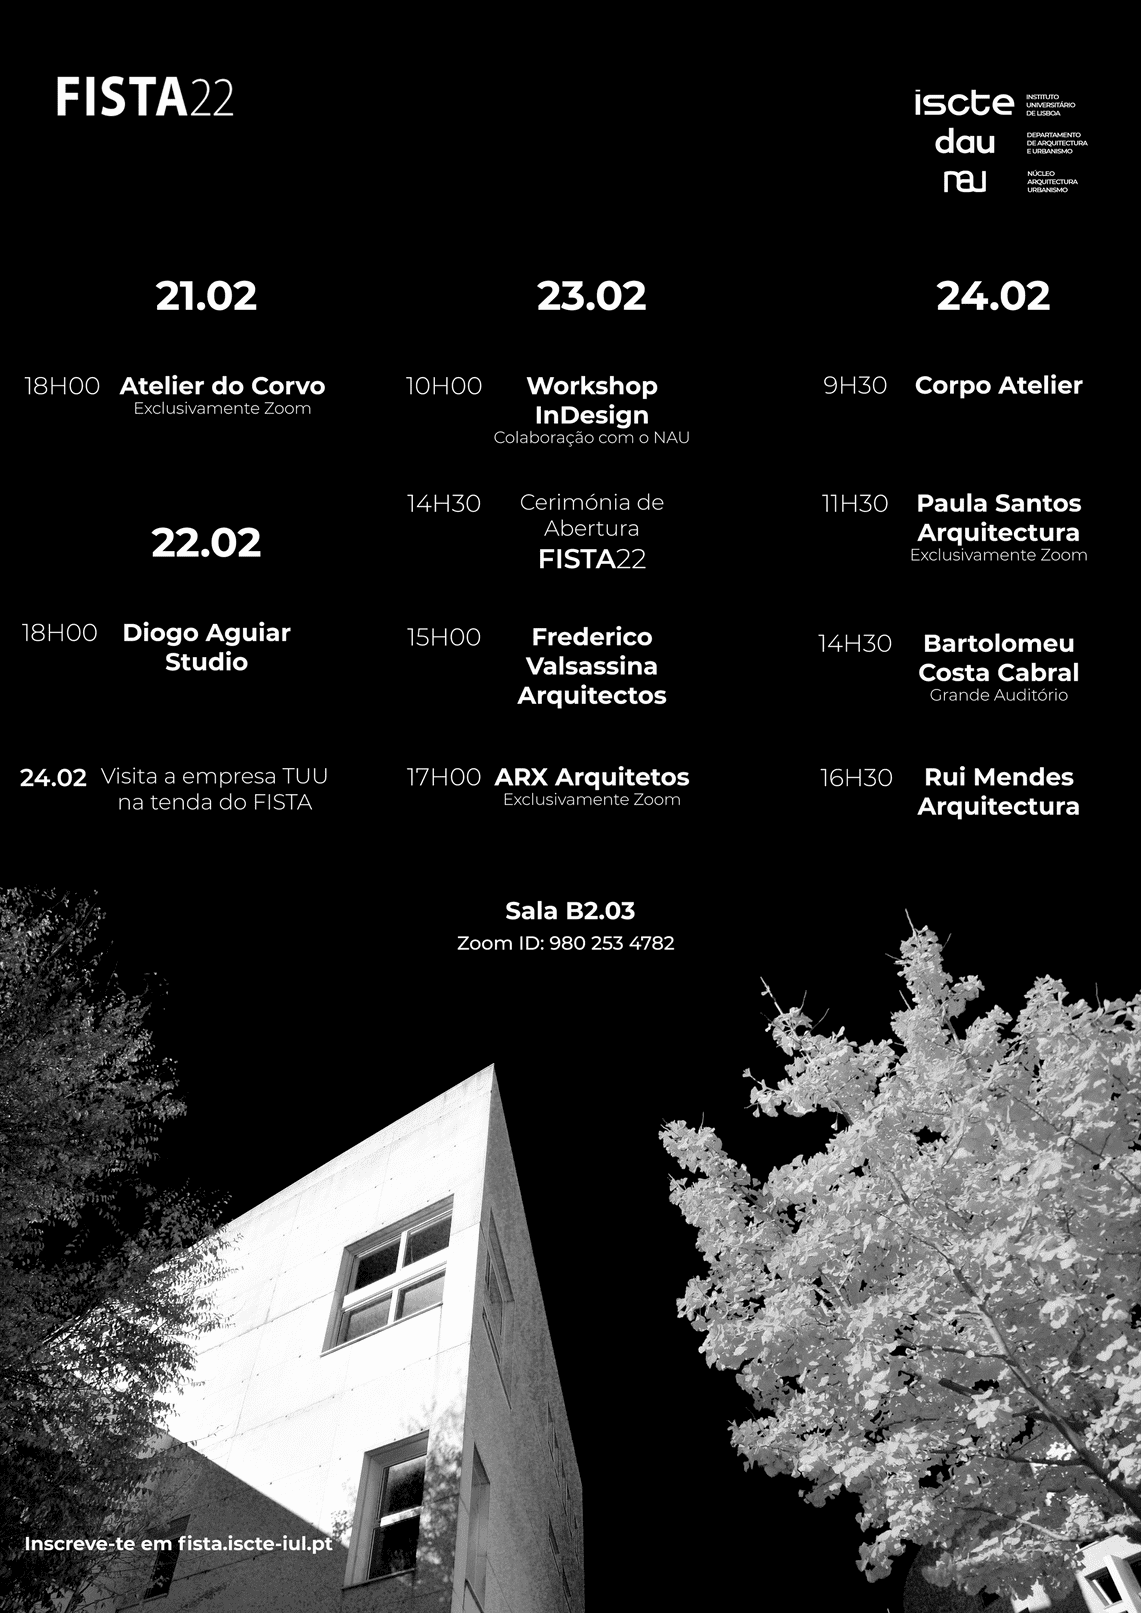 FISTA22
iscte
INSTITUTO
UNIVERSITÁRIO
DE LISBOA
dau
DEPARTAMENTO
DE ARQUITECTURA
E URBANISMO
nau
NÚCLEO
ARQUITECTURA
URBANISMO
21.02
18H00 Atelier do Corvo
Exclusivamente Zoom
22.02
18H00 Diogo Aguiar
Studio
24.02 Visita a empresa TUU
na tenda do FISTA
23.02
10H00 Workshop
InDesign
Colaboração com o NAU
14H30 Cerimónia de
Abertura
FISTA22
15H00 Frederico
Valsassina
Arquitectos
17H00 ARX Arquitetos
Exclusivamente Zoom
24.02
9H30 Corpo Atelier
11H30 Paula Santos
Arquitectura
Exclusivamente Zoom
14H30 Bartolomeu
Costa Cabral
Grande Auditório
16H30 Rui Mendes
Arquitectura
Sala B2.03
Zoom ID: 980 253 4782
Inscreve-te em fista.iscte-iul.pt